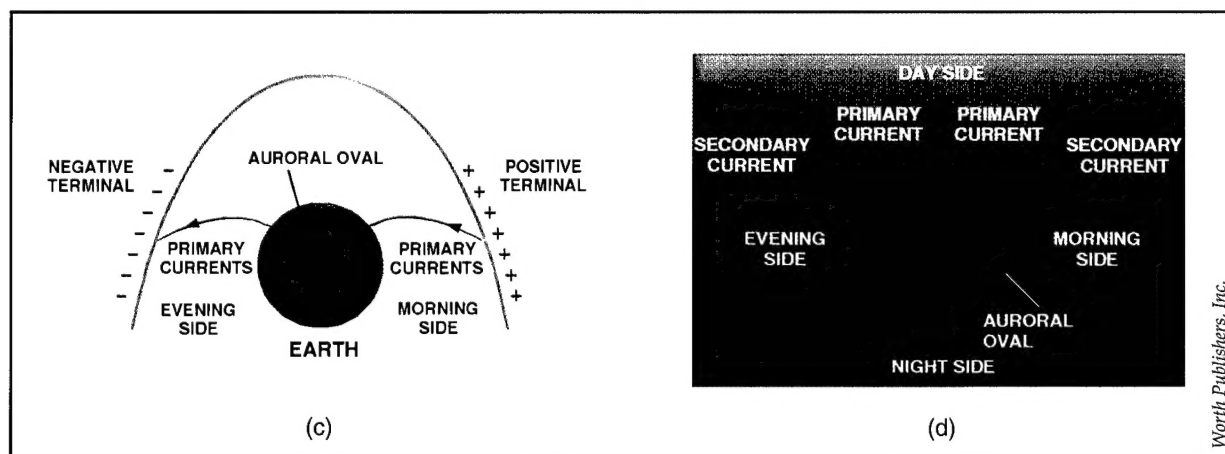 AURORAL OVAL
NEGATIVE
TERMINAL
POSITIVE
TERMINAL
PRIMARY
CURRENTS
PRIMARY
CURRENTS
EVENING
SIDE
MORNING
SIDE
EARTH
(c)
DAY SIDE
PRIMARY
CURRENT
PRIMARY
CURRENT
SECONDARY
CURRENT
SECONDARY
CURRENT
EVENING
SIDE
MORNING
SIDE
AURORAL
OVAL
NIGHT SIDE
(d)
Worth Publishers, Inc.